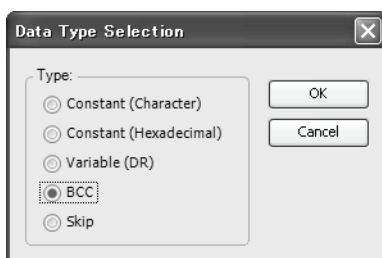 Data Type Selection
Type:
Constant (Character)
Constant (Hexadecimal)
Variable (DR)
BCC
Skip
OK
Cancel